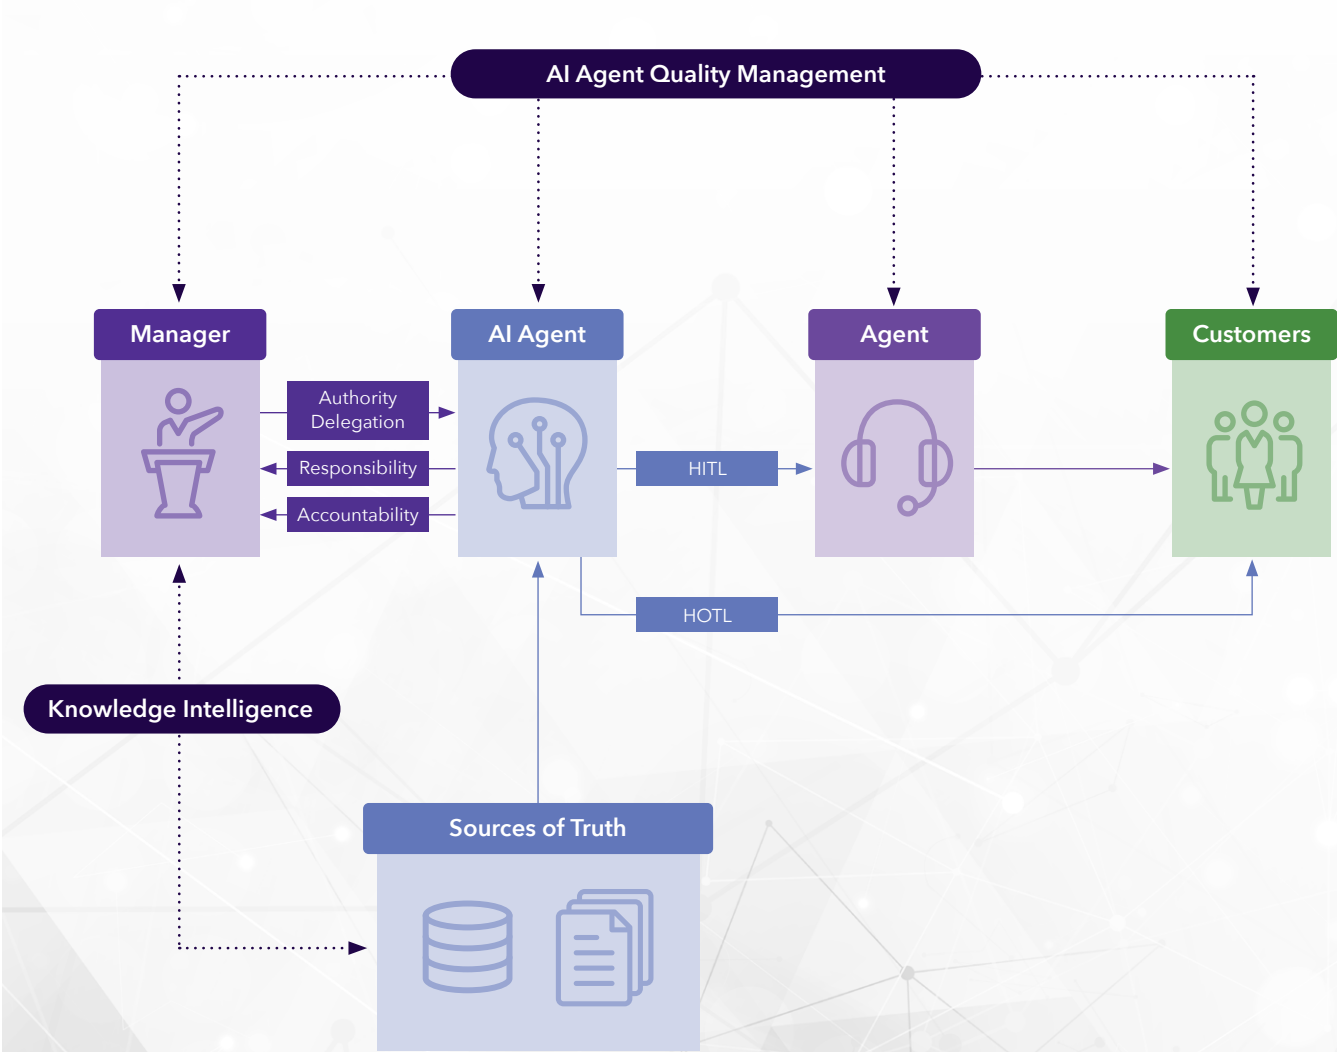 AI Agent Quality Management
Manager
AI Agent
Agent
Customers
Authority
Delegation
Responsibility
Accountability
HITL
HOTL
Knowledge Intelligence
Sources of Truth